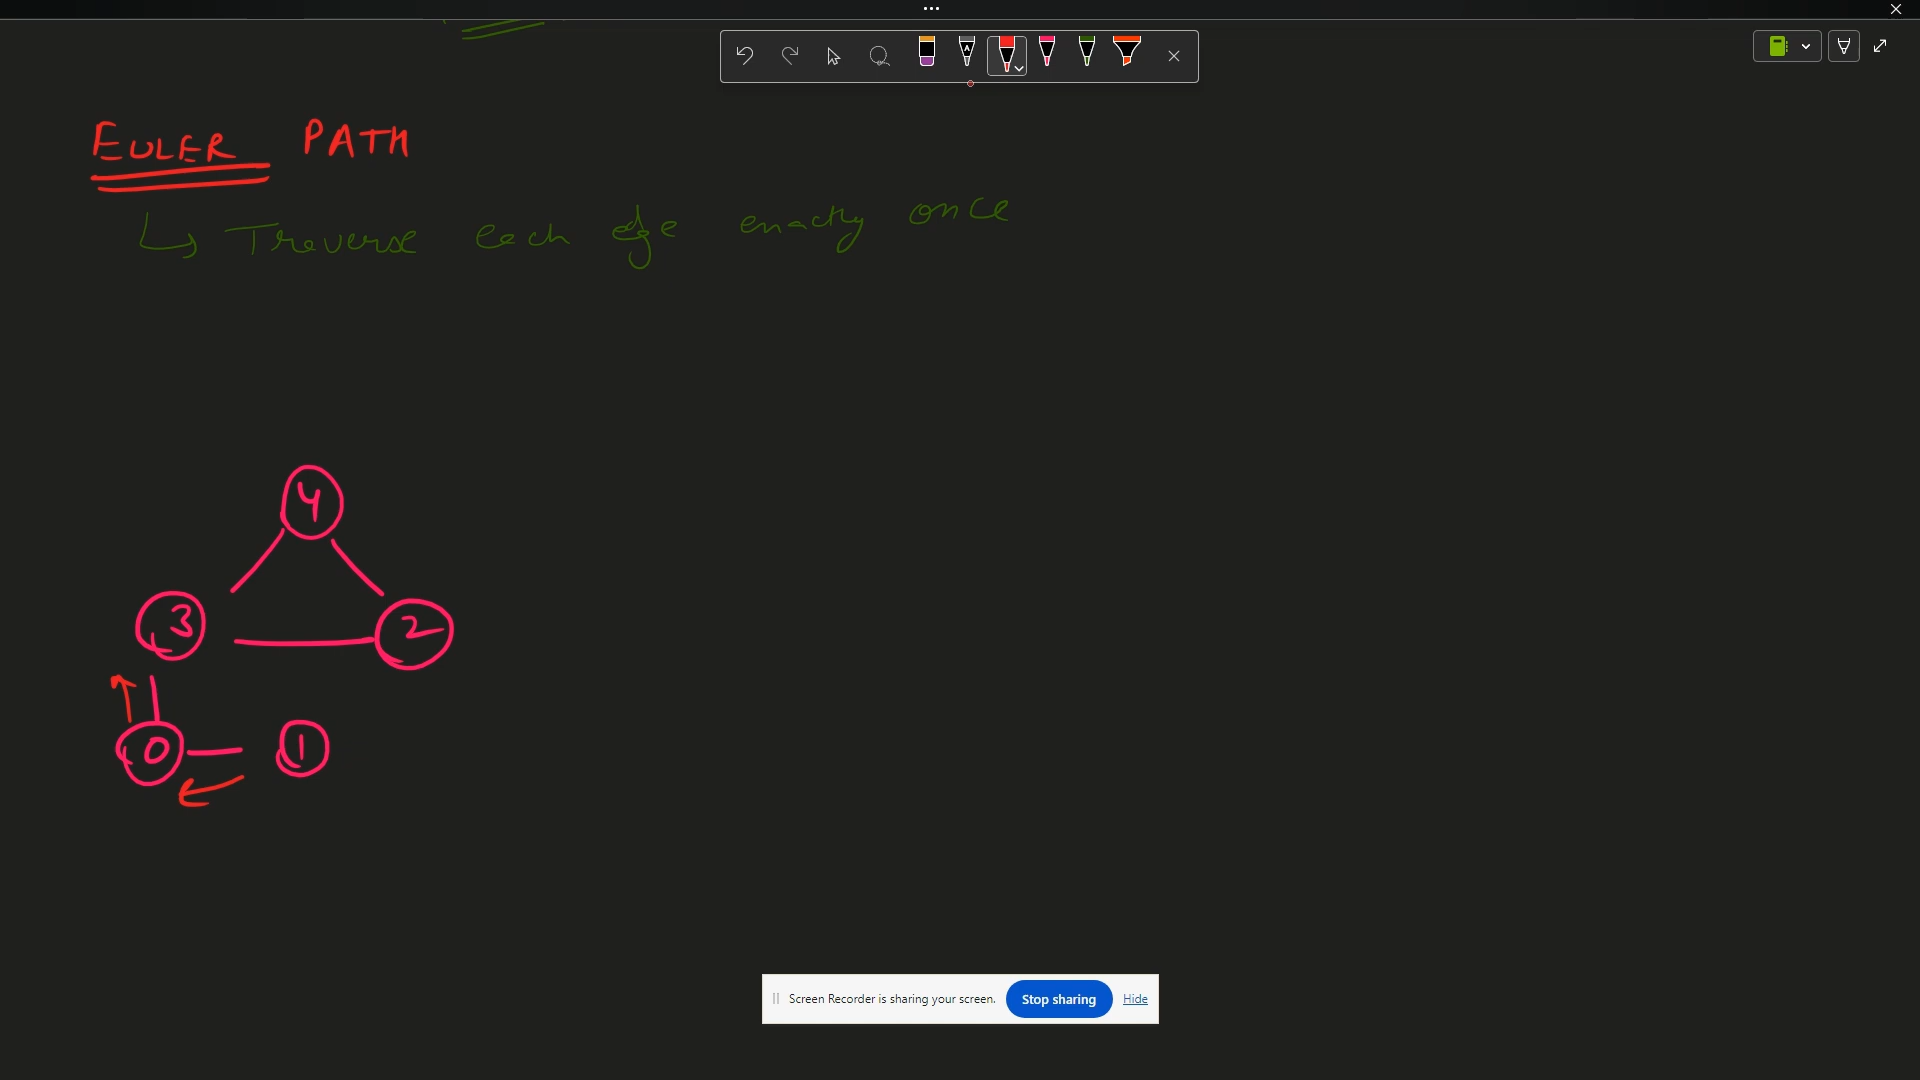 EULER PATH
↳ Traverse each edge enactly once
4
3
2
0
1
Screen Recorder is sharing your screen. Stop sharing Hide